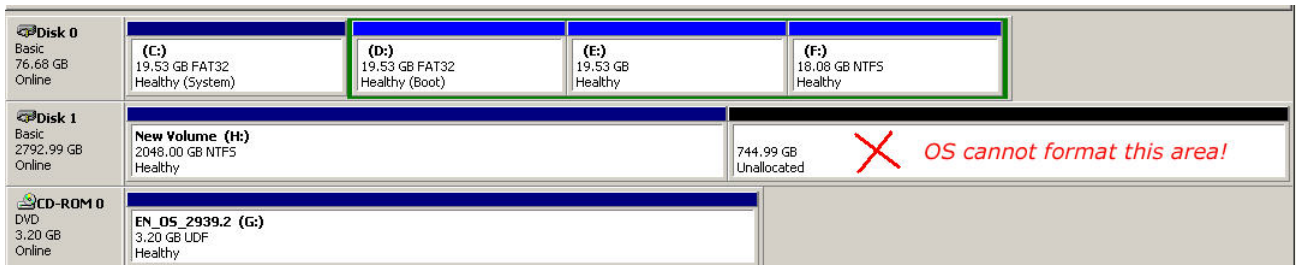 Disk 0
Basic
76.68 GB
Online
(C:)
19.53 GB FAT32
Healthy (System)
(D:)
19.53 GB FAT32
Healthy (Boot)
(E:)
19.53 GB
Healthy
(F:)
18.08 GB NTFS
Healthy
Disk 1
Basic
2792.99 GB
Online
New Volume (H:)
2048.00 GB NTFS
Healthy
744.99 GB
Unallocated
OS cannot format this area!
CD-ROM 0
DVD
3.20 GB
Online
EN_OS_2939.2 (G:)
3.20 GB UDF
Healthy